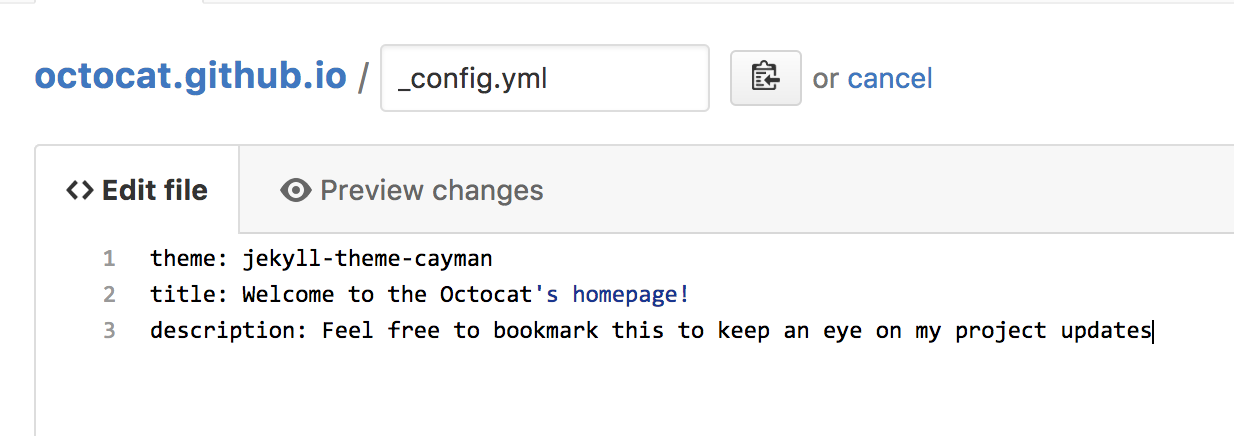 octocat.github.io / _config.yml or cancel
<> Edit file Preview changes
1 theme: jekyll-theme-cayman
2 title: Welcome to the Octocat's homepage!
3 description: Feel free to bookmark this to keep an eye on my project updates